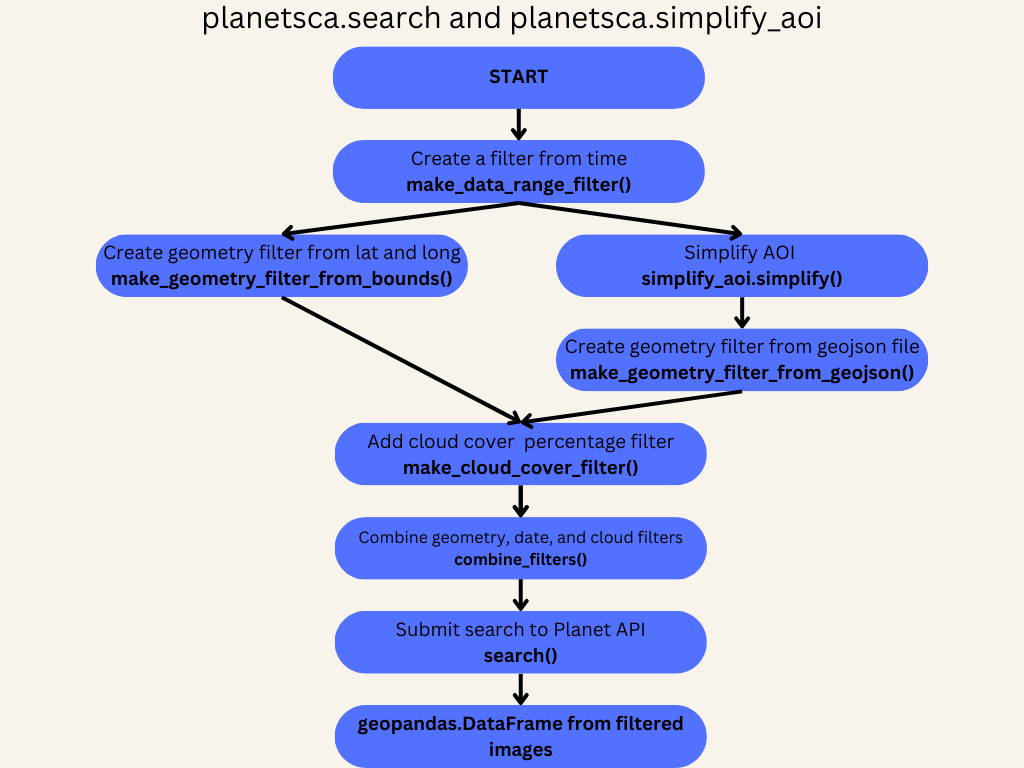 planetsca.search and planetsca.simplify_aoi
START
Create a filter from time
make_data_range_filter()
Create geometry filter from lat and long
make_geometry_filter_from_bounds()
Simplify AOI
simplify_aoi.simplify()
Create geometry filter from geojson file
make_geometry_filter_from_geojson()
Add cloud cover  percentage filter
make_cloud_cover_filter()
Combine geometry, date, and cloud filters
combine_filters()
Submit search to Planet API
search()
geopandas.DataFrame from filtered
images